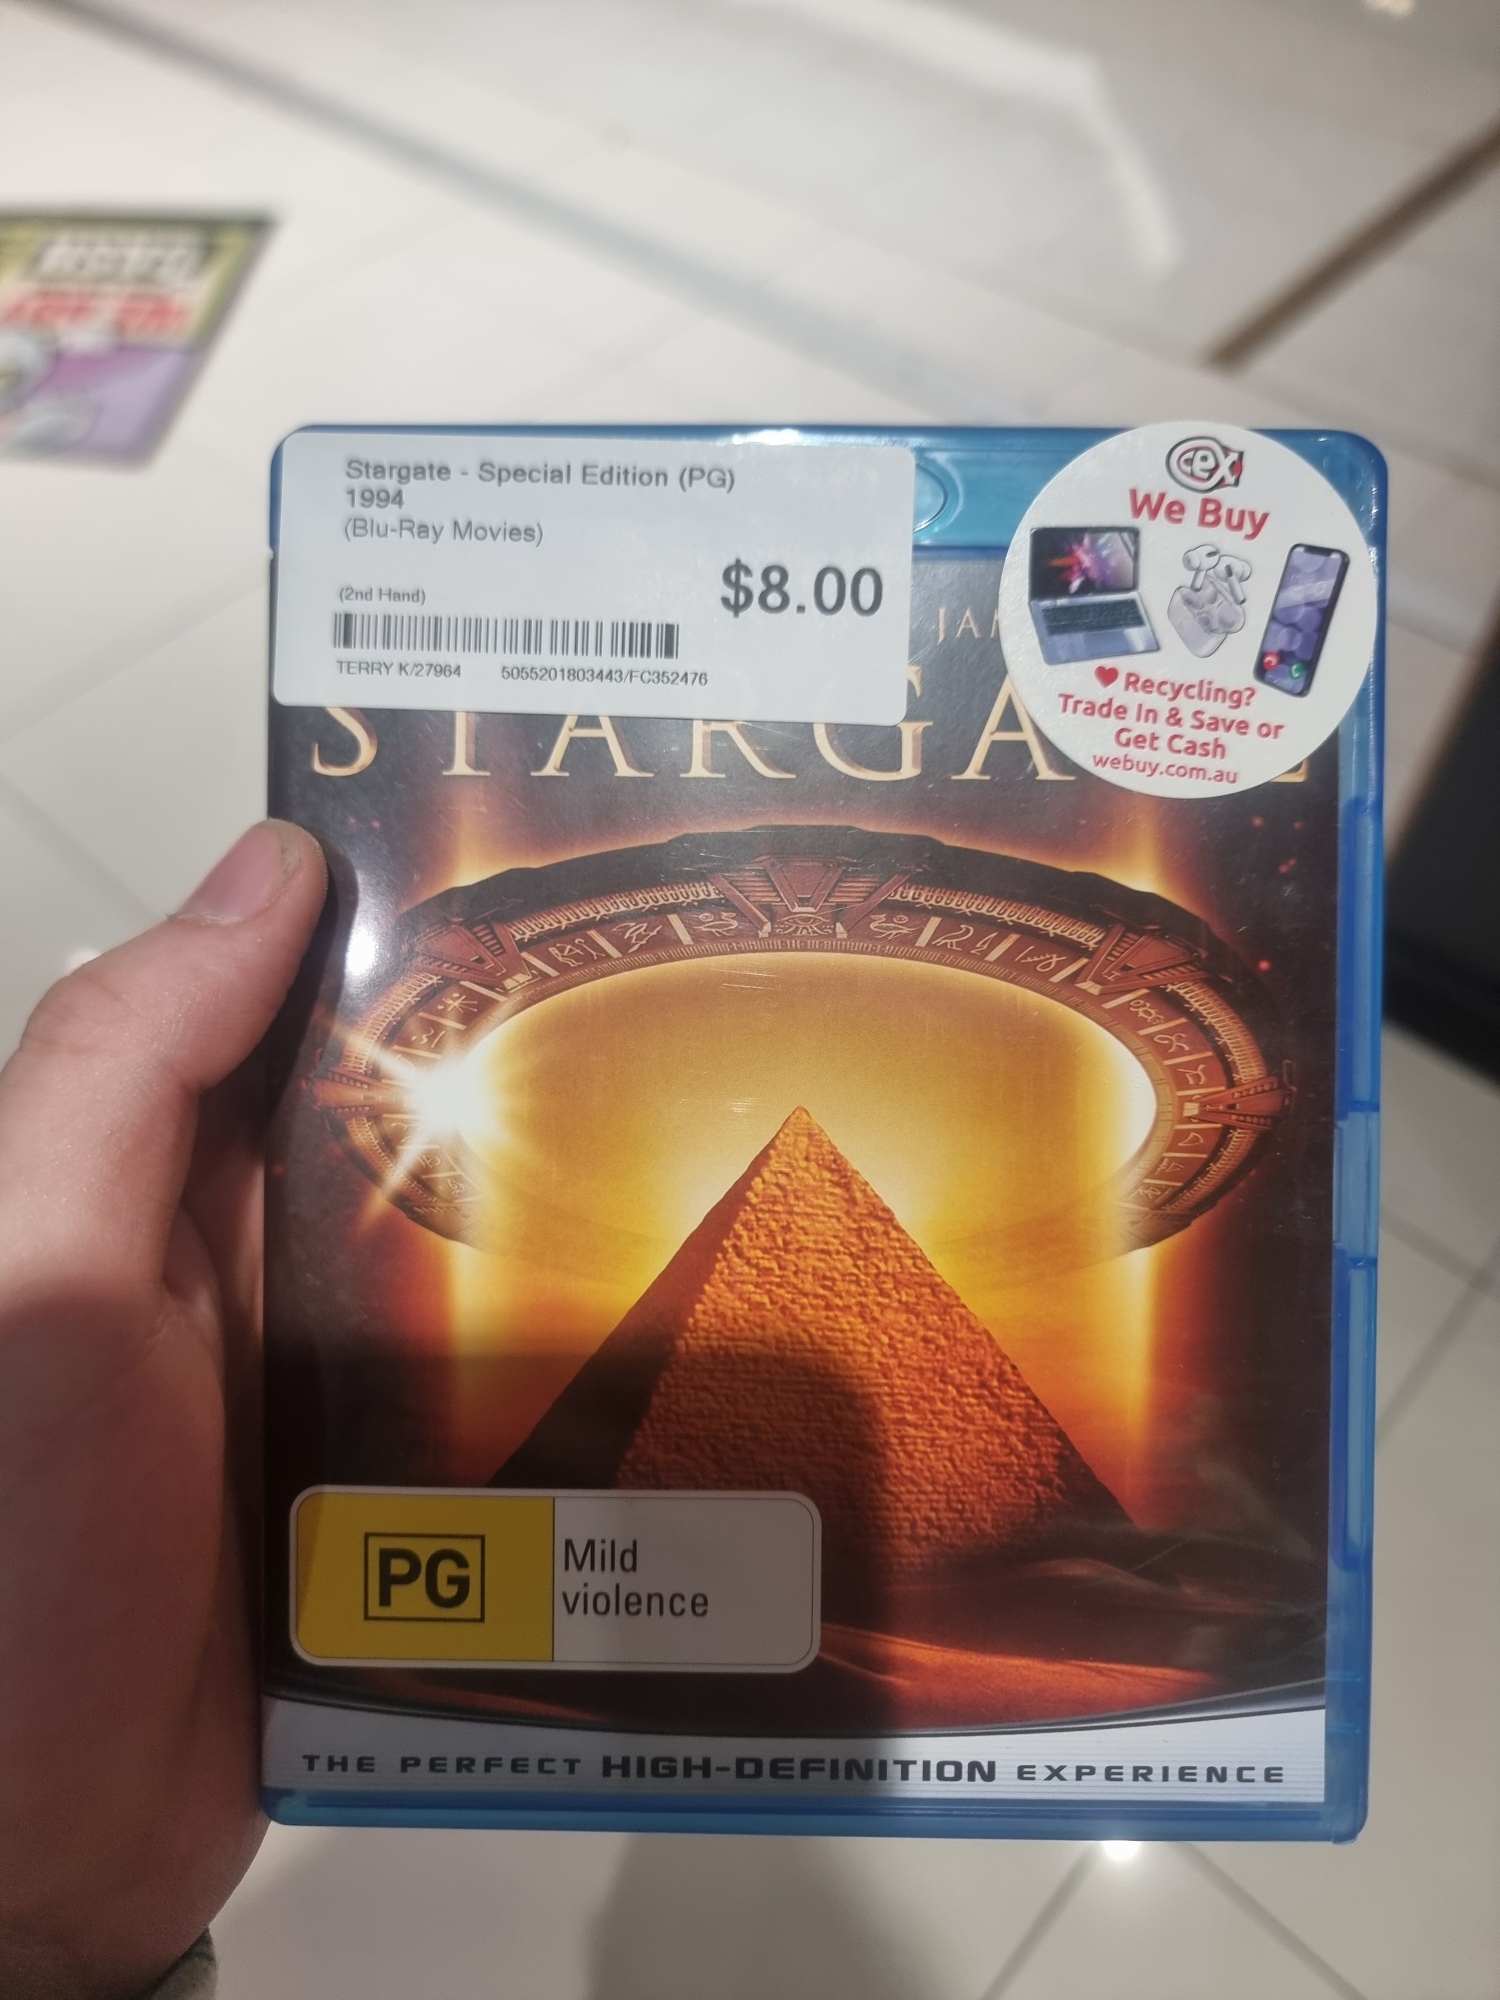 Stargate - Special Edition (PG)
1994
(Blu-Ray Movies)
$8.00
(2nd Hand)
TERRY K/27964 5055201803443/FC352476
cex
We Buy
♥ Recycling?
Trade In & Save or
Get Cash
webuy.com.au
STARGA
PG
Mild
violence
THE PERFECT HIGH-DEFINITION EXPERIENCE